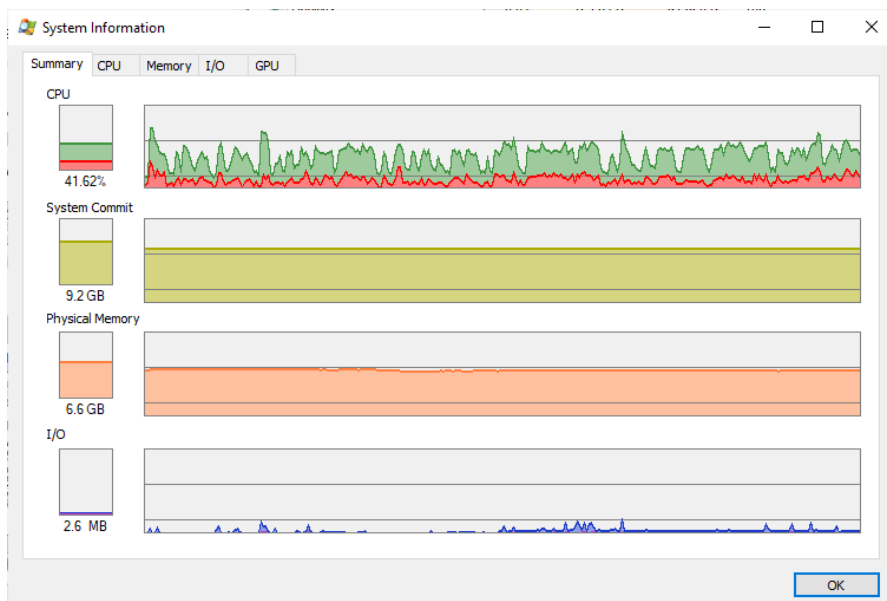 System Information
Summary CPU Memory I/O GPU
CPU
41.62%
System Commit
9.2 GB
Physical Memory
6.6 GB
I/O
2.6 MB
OK